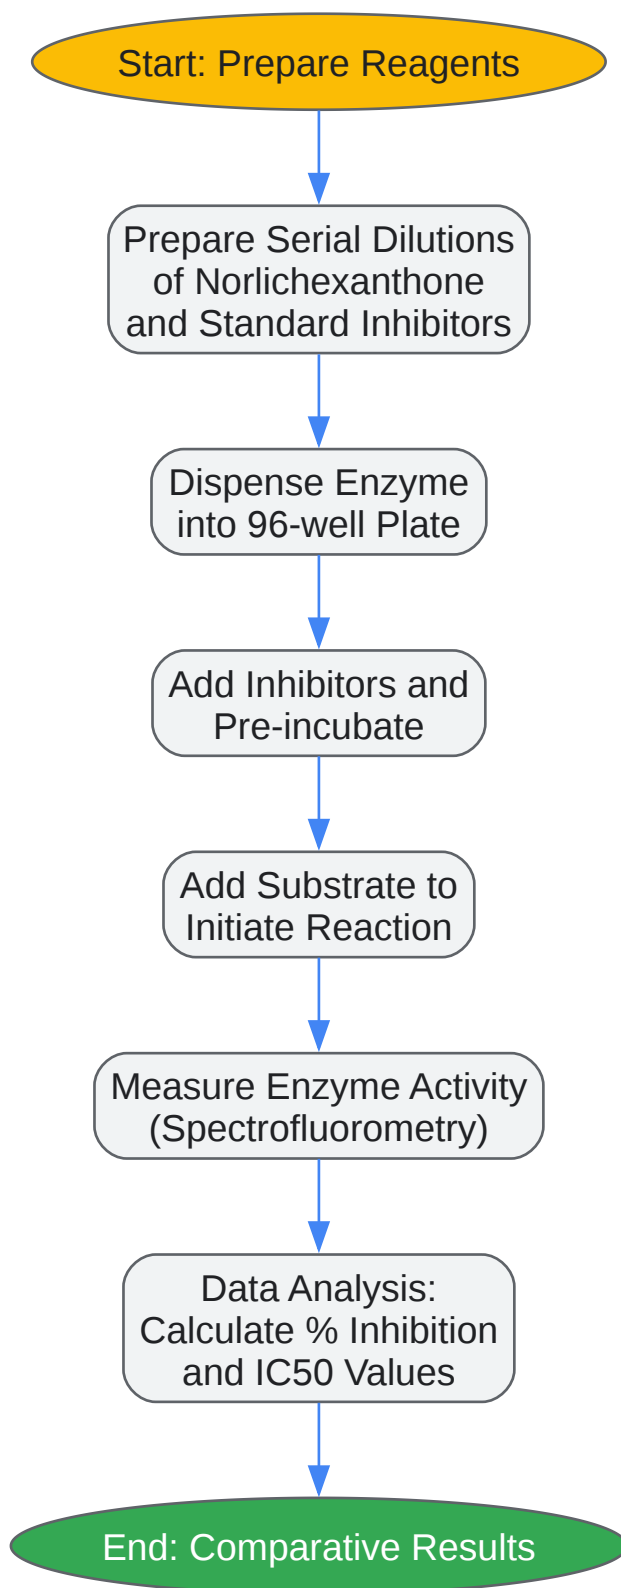 Start: Prepare Reagents
Prepare Serial Dilutions
of Norlichexanthone
and Standard Inhibitors
Dispense Enzyme
into 96-well Plate
Add Inhibitors and
Pre-incubate
Add Substrate to
Initiate Reaction
Measure Enzyme Activity
(Spectrofluorometry)
Data Analysis:
Calculate % Inhibition
and IC50 Values
End: Comparative Results